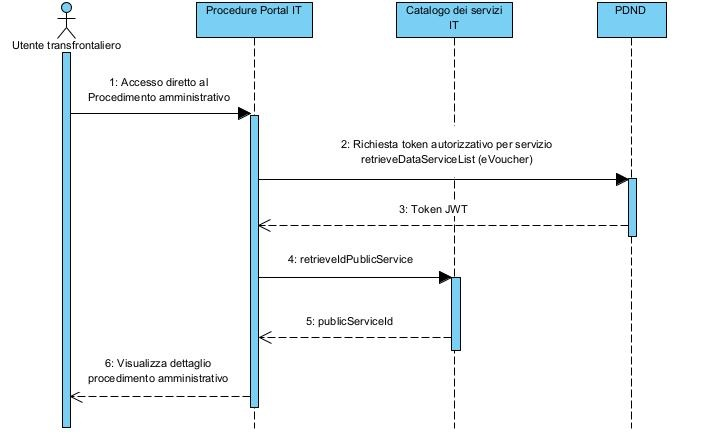 Utente transfrontaliero
Procedure Portal IT
Catalogo dei servizi
IT
PDND
1: Accesso diretto al
Procedimento amministrativo
2: Richiesta token autorizzativo per servizio
retrieveDataServiceList (eVoucher)
3: Token JWT
4: retrieveIdPublicService
5: publicServiceId
6: Visualizza dettaglio
procedimento amministrativo